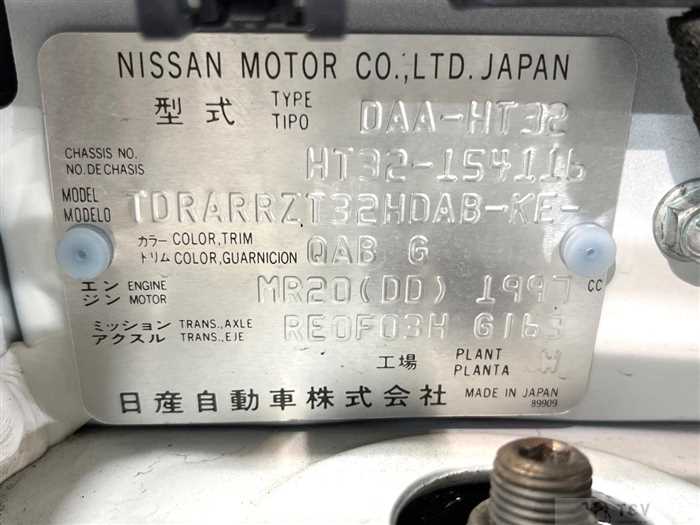 NISSAN MOTOR CO.,LTD. JAPAN
型式 TYPE TIPO DAA-HT32
CHASSIS NO. NO.DE CHASIS HT32-154116
MODEL MODELO TDRARRZT32HDAB-KE-
カラー COLOR,TRIM
トリム COLOR,GUARNICION QAB G
エンジン ENGINE MOTOR MR20(DD) 1997 CC
ミッション TRANS.,AXLE
アクスル TRANS.,EJE RE0F03H G163
工場 PLANT PLANTA H
日産自動車株式会社 MADE IN JAPAN
89909